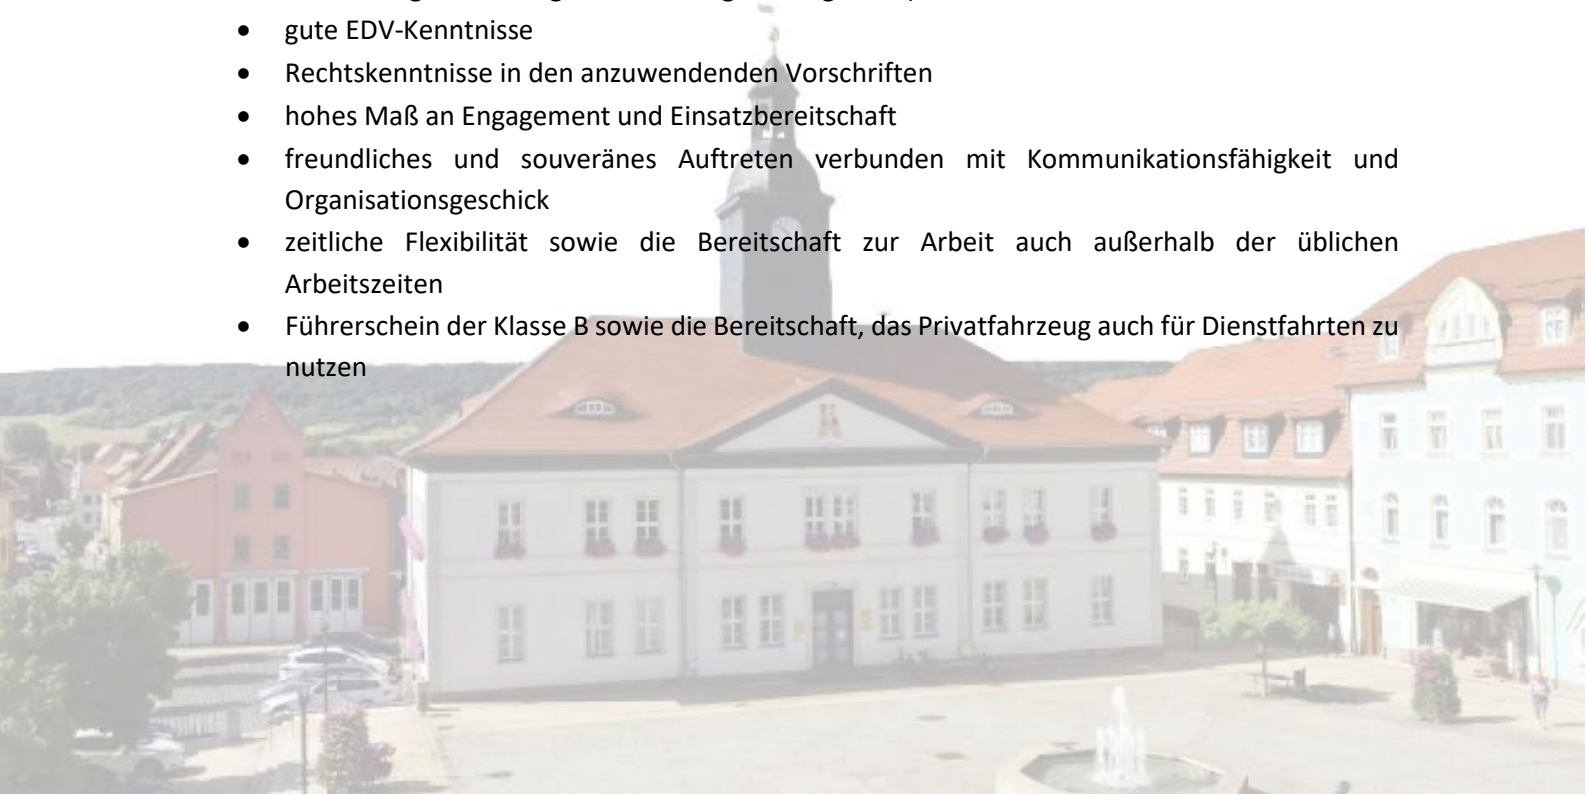 • gute EDV-Kenntnisse
• Rechtskenntnisse in den anzuwendenden Vorschriften
• hohes Maß an Engagement und Einsatzbereitschaft
• freundliches und souveränes Auftreten verbunden mit Kommunikationsfähigkeit und
Organisationsgeschick
• zeitliche Flexibilität sowie die Bereitschaft zur Arbeit auch außerhalb der üblichen
Arbeitszeiten
• Führerschein der Klasse B sowie die Bereitschaft, das Privatfahrzeug auch für Dienstfahrten zu
nutzen